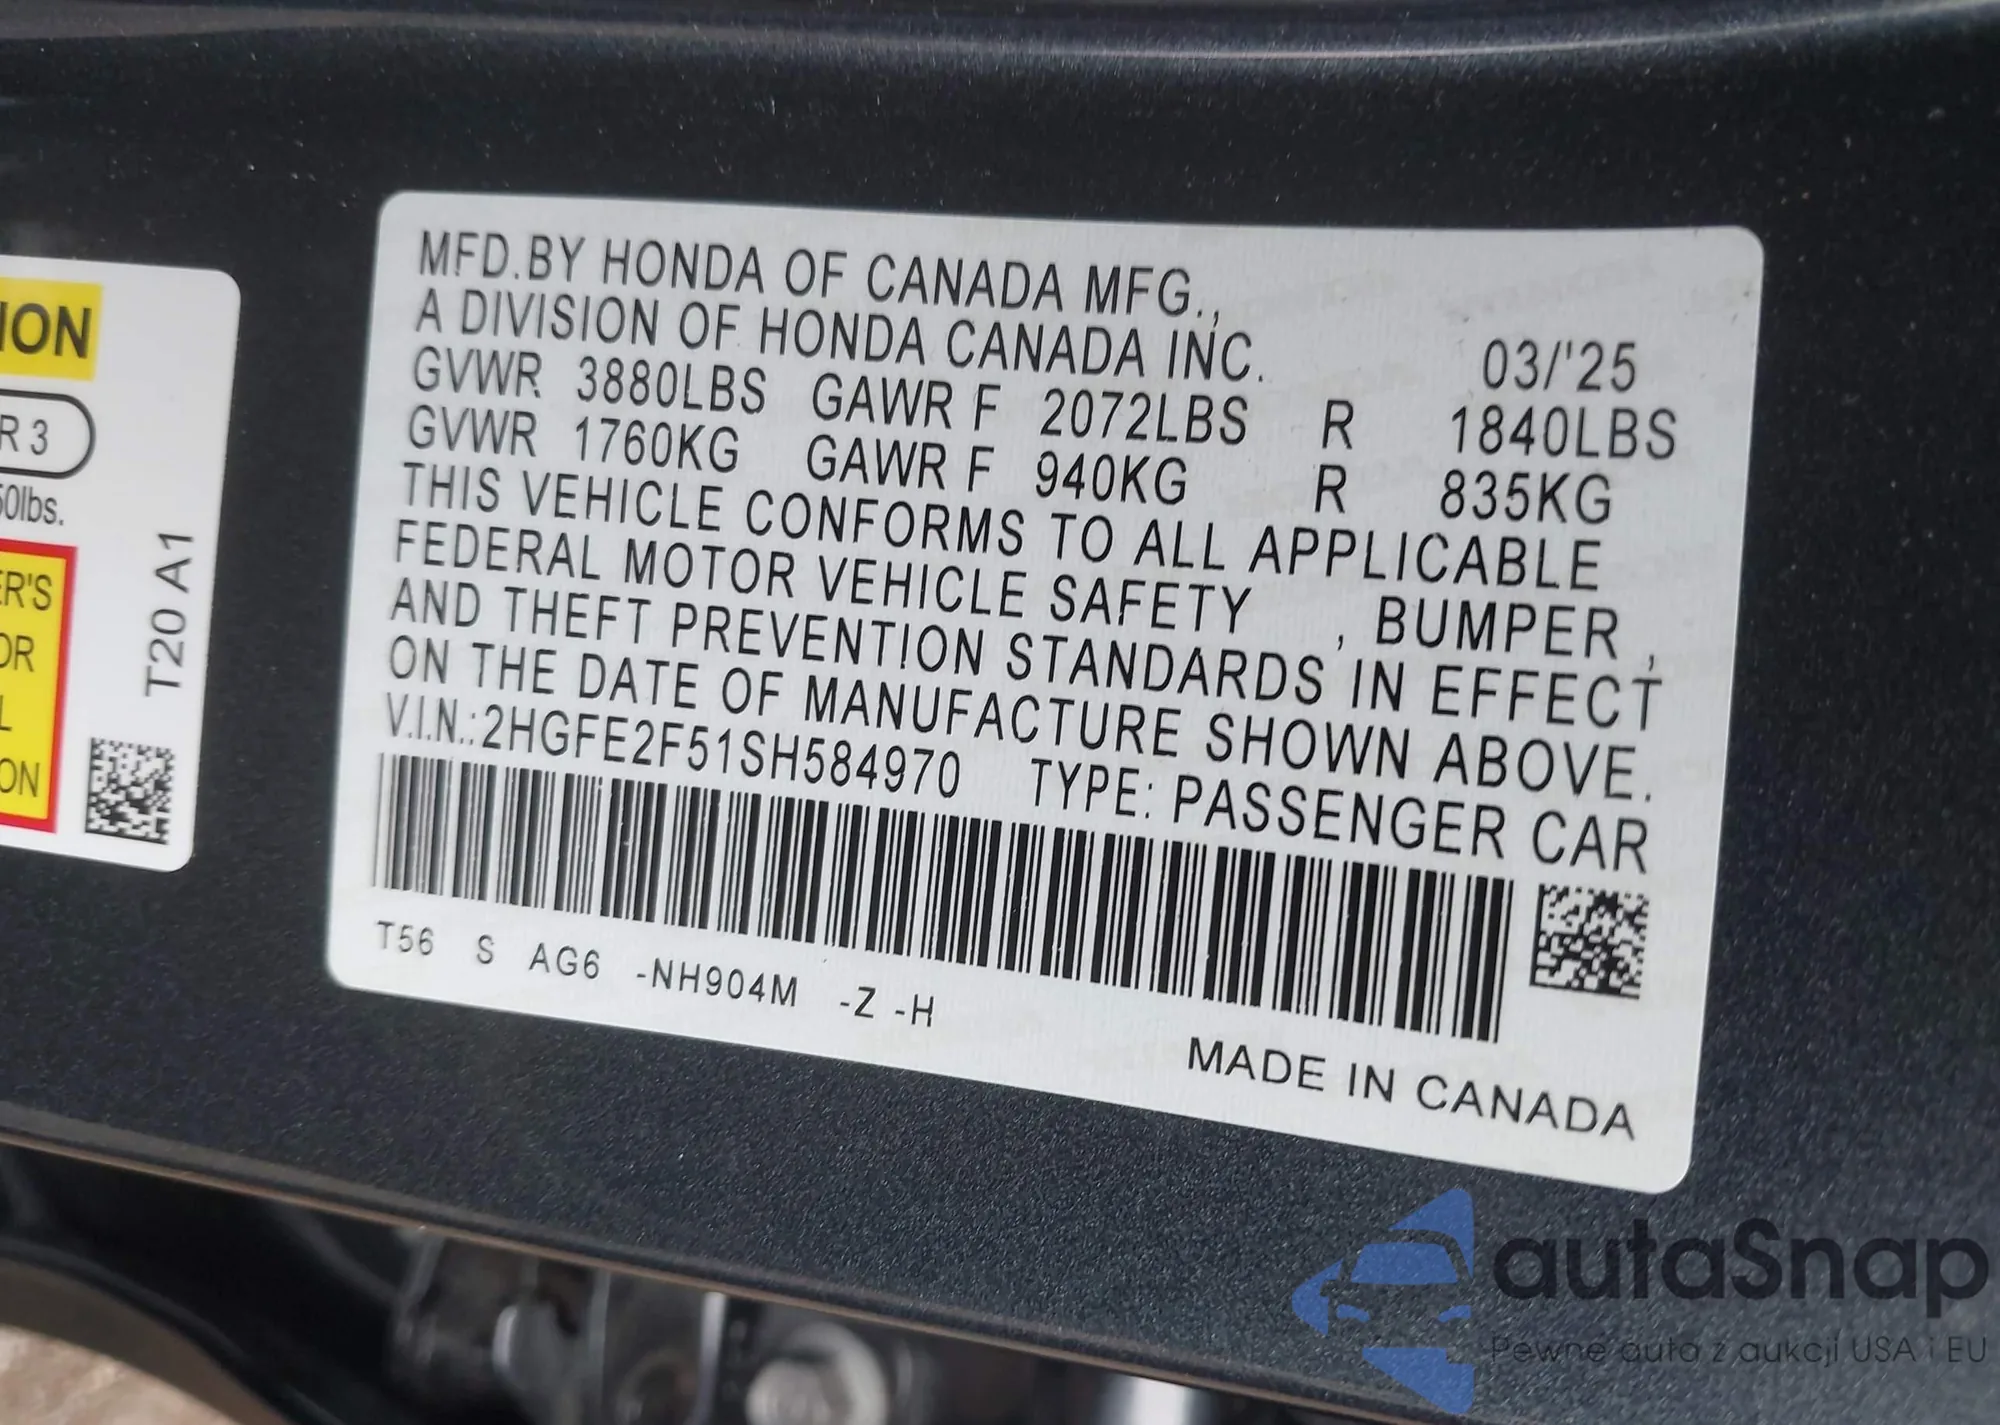 ION
R 3
50lbs.
ER'S
OR
L
ON
T20 A1
MFD.BY HONDA OF CANADA MFG.,
A DIVISION OF HONDA CANADA INC. 03/'25
GVWR 3880LBS GAWR F 2072LBS R 1840LBS
GVWR 1760KG GAWR F 940KG R 835KG
THIS VEHICLE CONFORMS TO ALL APPLICABLE
FEDERAL MOTOR VEHICLE SAFETY , BUMPER ,
AND THEFT PREVENTION STANDARDS IN EFFECT
ON THE DATE OF MANUFACTURE SHOWN ABOVE.
V.I.N.:2HGFE2F51SH584970 TYPE: PASSENGER CAR
T56 S AG6 -NH904M -Z -H
MADE IN CANADA
autaSnap
Pewne auta z aukcji USA i EU